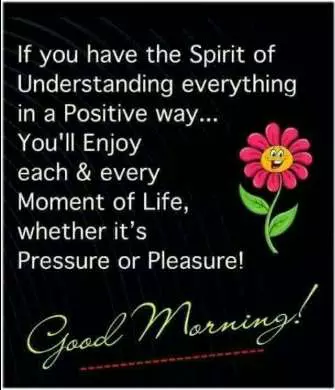 If you have the Spirit of
Understanding everything
in a Positive way...
You'll Enjoy
each & every
Moment of Life,
whether it's
Pressure or Pleasure!
Good Morning!